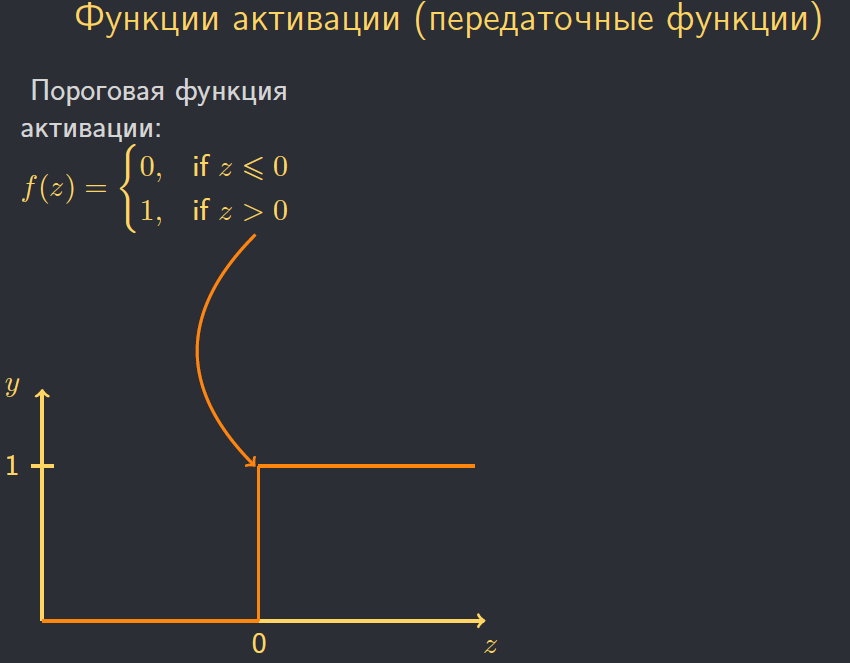 Функции активации (передаточные функции)
Пороговая функция
активации:
f(z) = {0, if z ⩽ 0
1, if z > 0
y
1
0
z